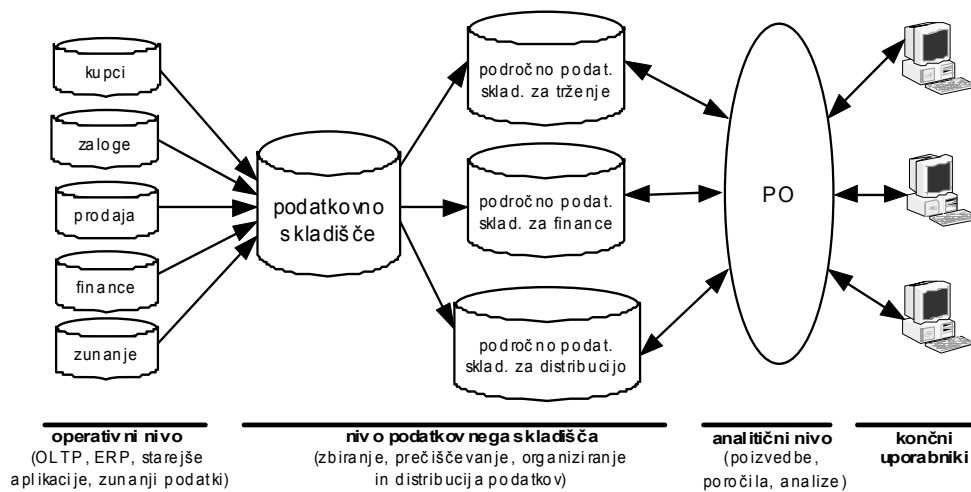 kupci
zaloge
prodaja
finance
zunanje
podatkovno
skladišče
področno podat.
sklad. za trženje
področno podat.
sklad. za finance
področno podat.
sklad. za distribucijo
PO
operativni nivo
(OLTP, ERP, starejše
aplikacije, zunanji podatki)
nivo podatkovnega skladišča
(zbiranje, prečiščevanje, organiziranje
in distribucija podatkov)
analitični nivo
(poizvedbe,
poročila, analize)
končni
uporabniki